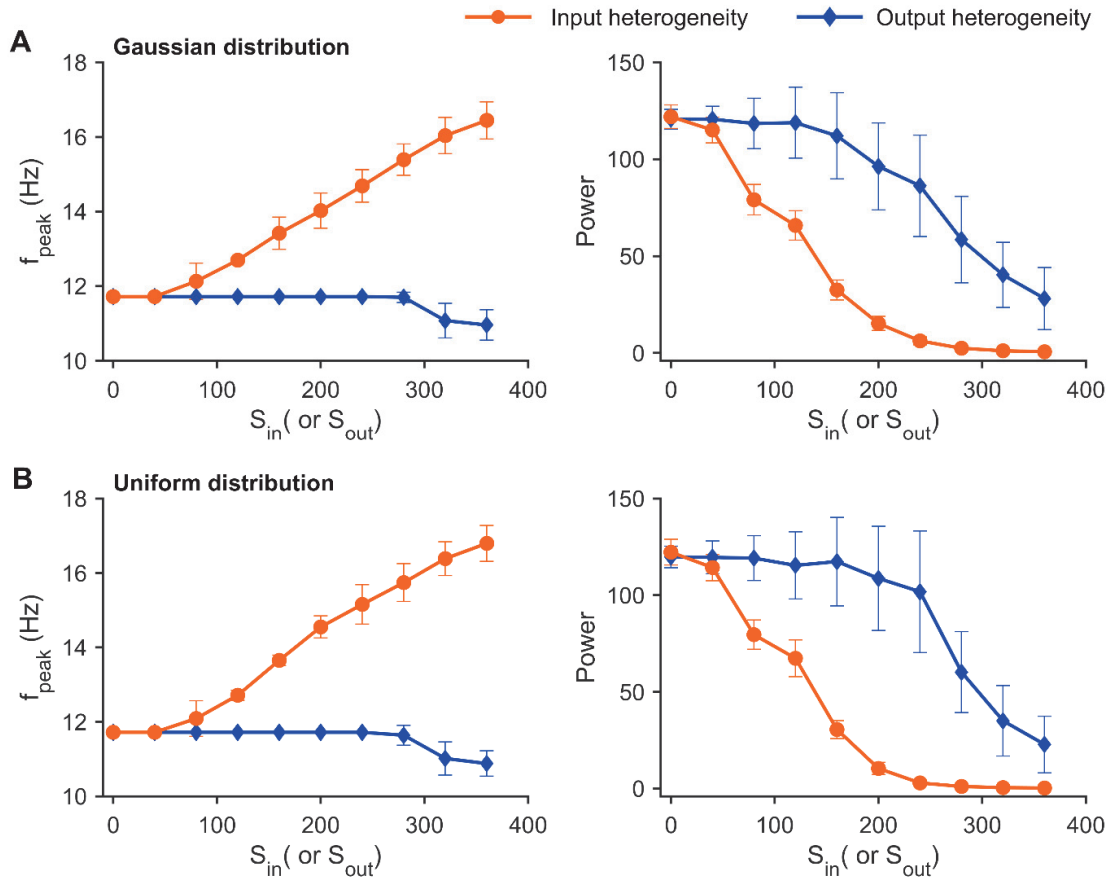 Input heterogeneity Output heterogeneity
A
Gaussian distribution
18
16
14
12
10
f_peak (Hz)
0 100 200 300 400
S_in( or S_out)
150
100
50
0
Power
0 100 200 300 400
S_in( or S_out)
B
Uniform distribution
18
16
14
12
10
f_peak (Hz)
0 100 200 300 400
S_in( or S_out)
150
100
50
0
Power
0 100 200 300 400
S_in( or S_out)